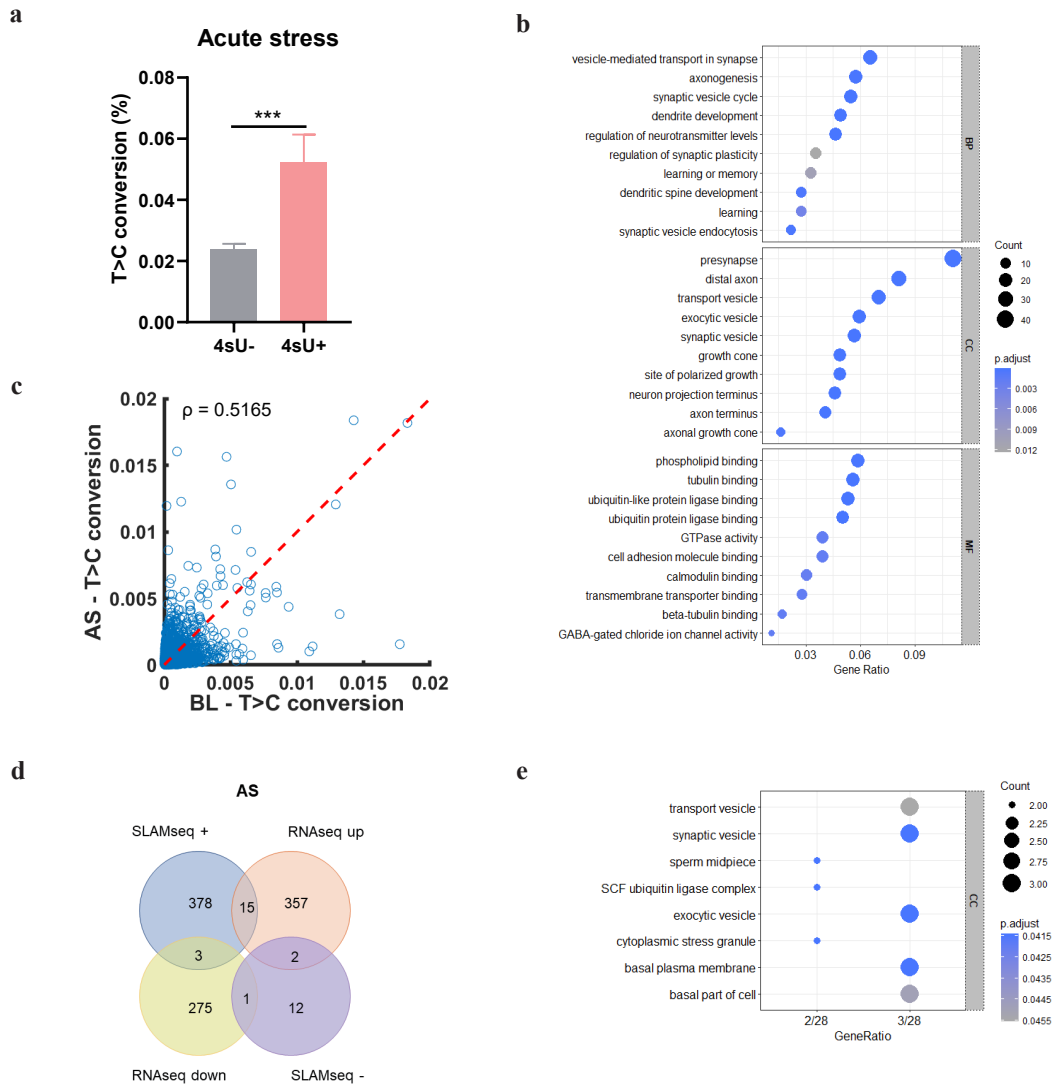 a
Acute stress
T>C conversion (%)
0.08
0.06
0.04
0.02
0.00
***
4sU-
4sU+
b
vesicle-mediated transport in synapse
axonogenesis
synaptic vesicle cycle
dendrite development
regulation of neurotransmitter levels
regulation of synaptic plasticity
learning or memory
dendritic spine development
learning
synaptic vesicle endocytosis
BP
presynapse
distal axon
transport vesicle
exocytic vesicle
synaptic vesicle
growth cone
site of polarized growth
neuron projection terminus
axon terminus
axonal growth cone
CC
phospholipid binding
tubulin binding
ubiquitin-like protein ligase binding
ubiquitin protein ligase binding
GTPase activity
cell adhesion molecule binding
calmodulin binding
transmembrane transporter binding
beta-tubulin binding
GABA-gated chloride ion channel activity
MF
0.03 0.06 0.09
Gene Ratio
Count
10
20
30
40
p.adjust
0.003
0.006
0.009
0.012
c
ρ = 0.5165
AS - T>C conversion
0.02
0.015
0.01
0.005
0
0 0.005 0.01 0.015 0.02
BL - T>C conversion
d
AS
SLAMseq +
RNAseq up
378
15
357
3
2
275
1
12
RNAseq down
SLAMseq -
e
transport vesicle
synaptic vesicle
sperm midpiece
SCF ubiquitin ligase complex
exocytic vesicle
cytoplasmic stress granule
basal plasma membrane
basal part of cell
CC
2/28 3/28
GeneRatio
Count
2.00
2.25
2.50
2.75
3.00
p.adjust
0.0415
0.0425
0.0435
0.0445
0.0455